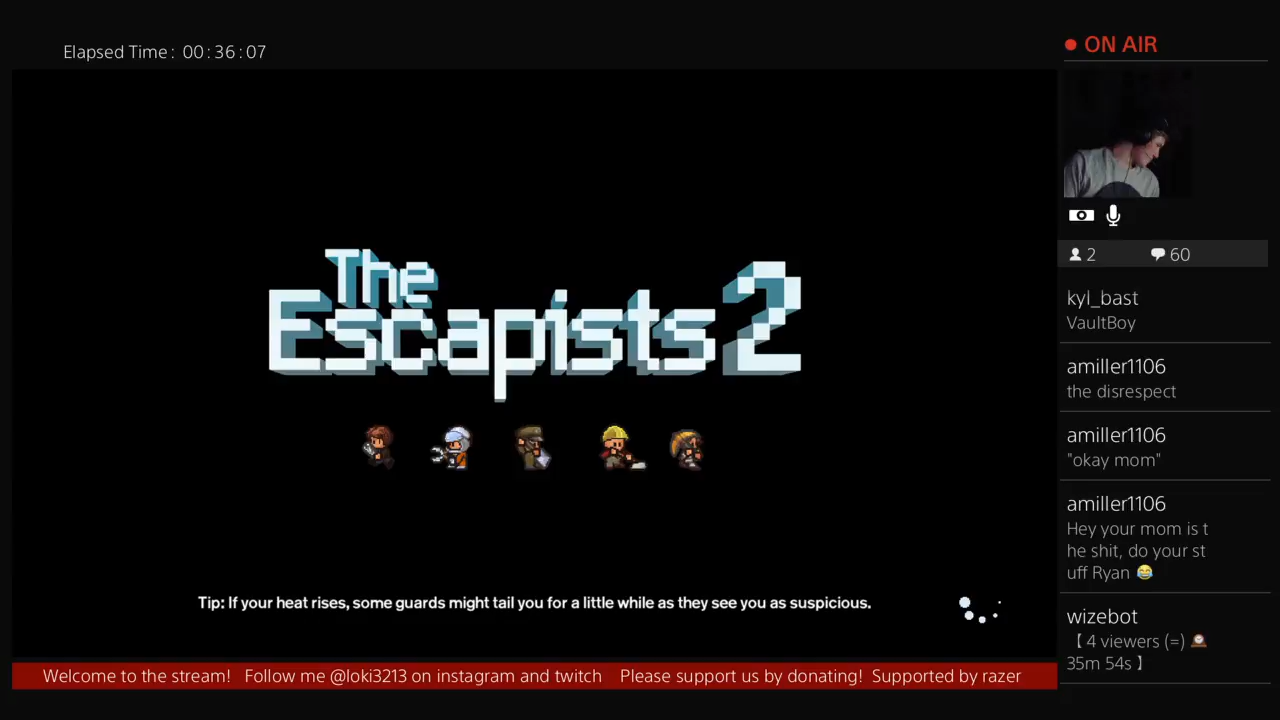 Elapsed Time: 00:36:07
ON AIR
The
Escapists 2
2
60
kyl_bast
VaultBoy
amiller1106
the disrespect
amiller1106
"okay mom"
amiller1106
Hey your mom is t
he shit, do your st
uff Ryan 😂
wizebot
【 4 viewers (=) 🕰
35m 54s 】
Tip: If your heat rises, some guards might tail you for a little while as they see you as suspicious.
Welcome to the stream! Follow me @loki3213 on instagram and twitch Please support us by donating! Supported by razer